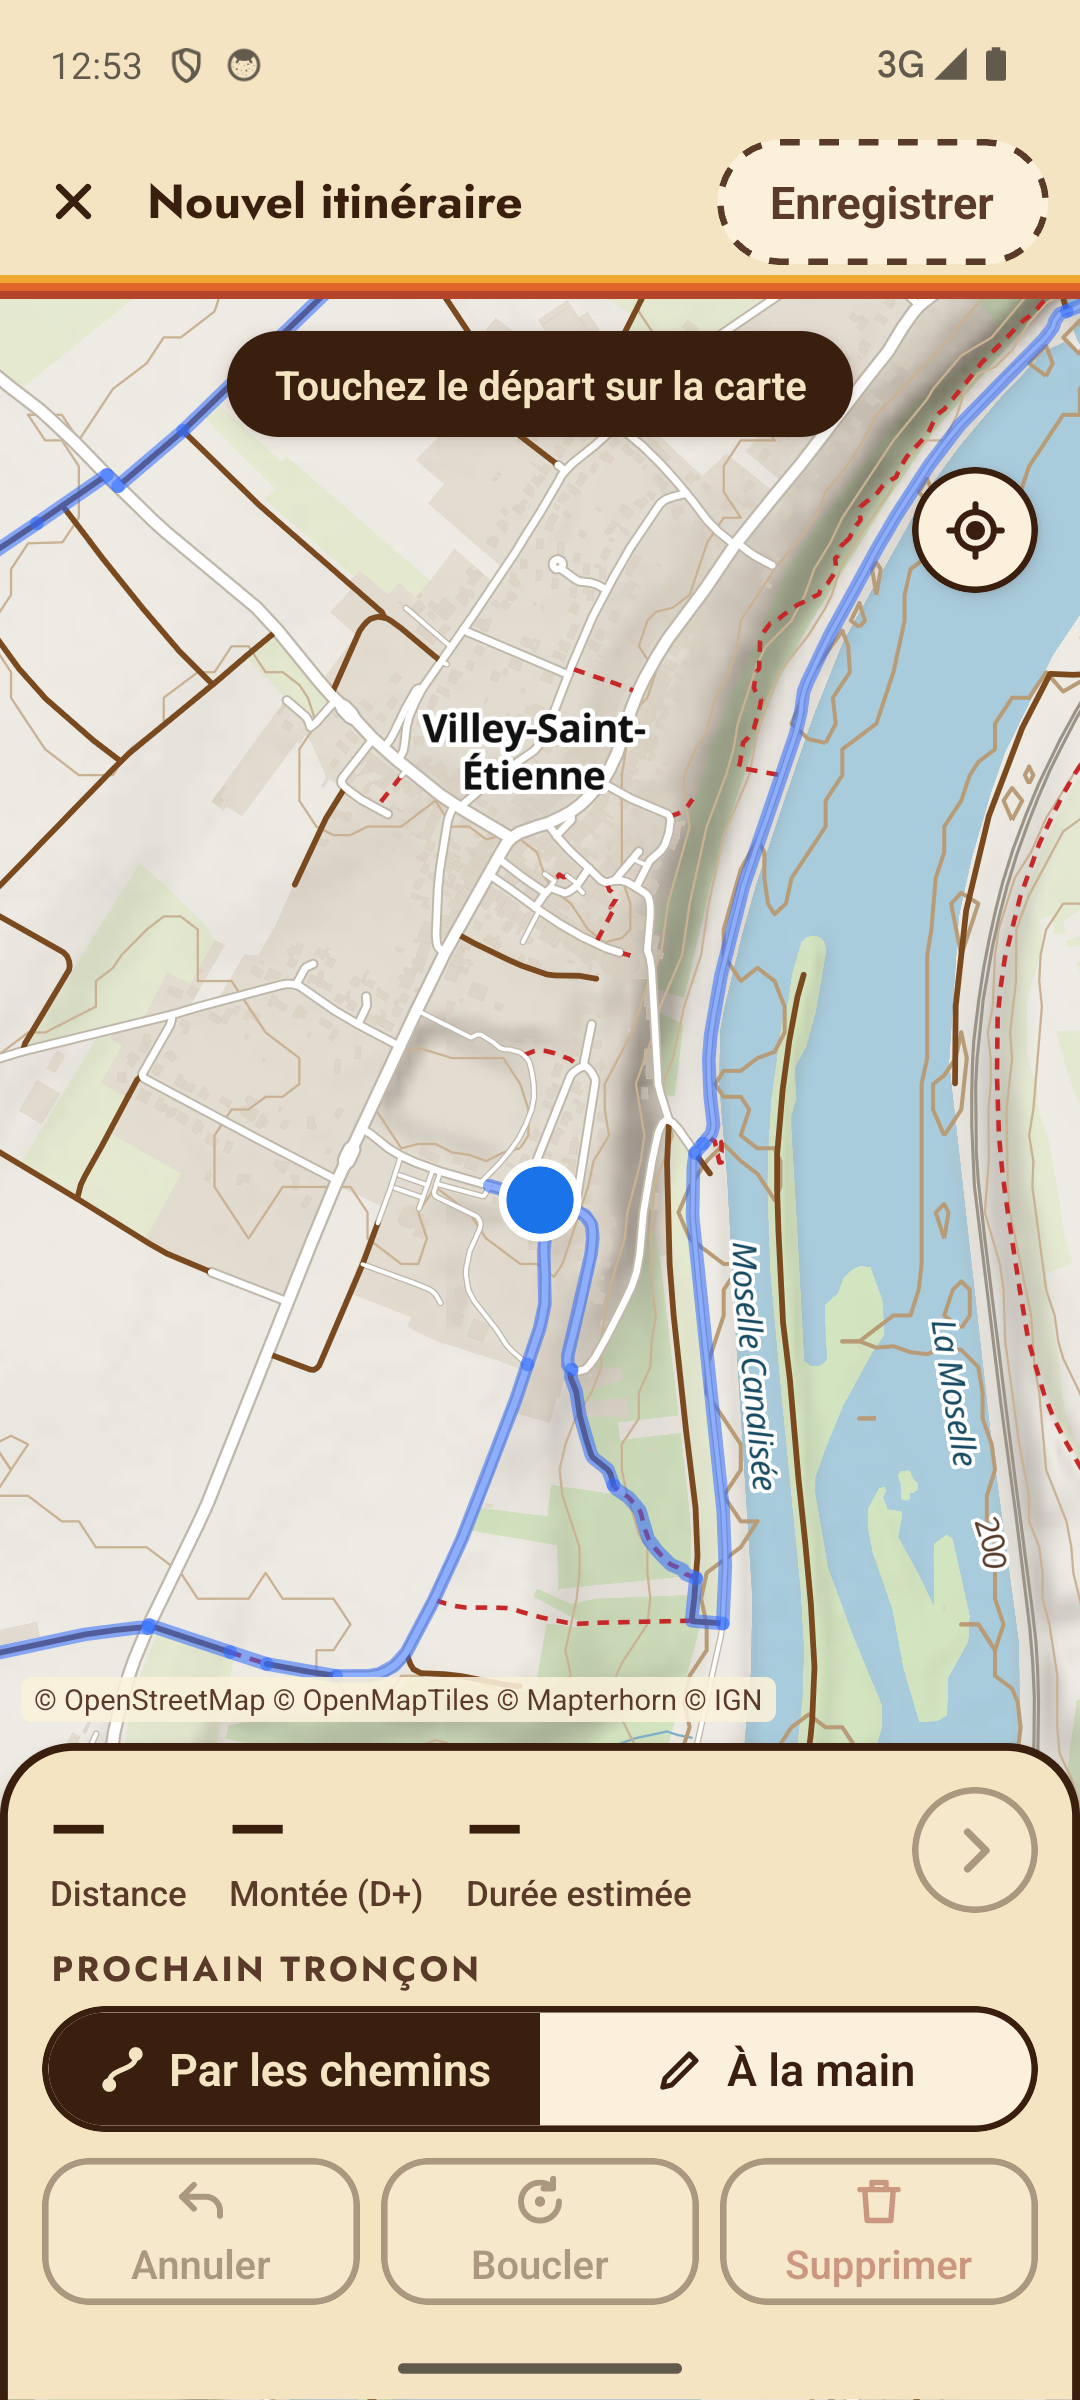 12:53
3G
Nouvel itinéraire
Enregistrer
Touchez le départ sur la carte
Villey-Saint-
Étienne
Moselle Canalisée
La Moselle
200
© OpenStreetMap © OpenMapTiles © Mapterhorn © IGN
Distance
Montée (D+)
Durée estimée
PROCHAIN TRONÇON
Par les chemins
À la main
Annuler
Boucler
Supprimer